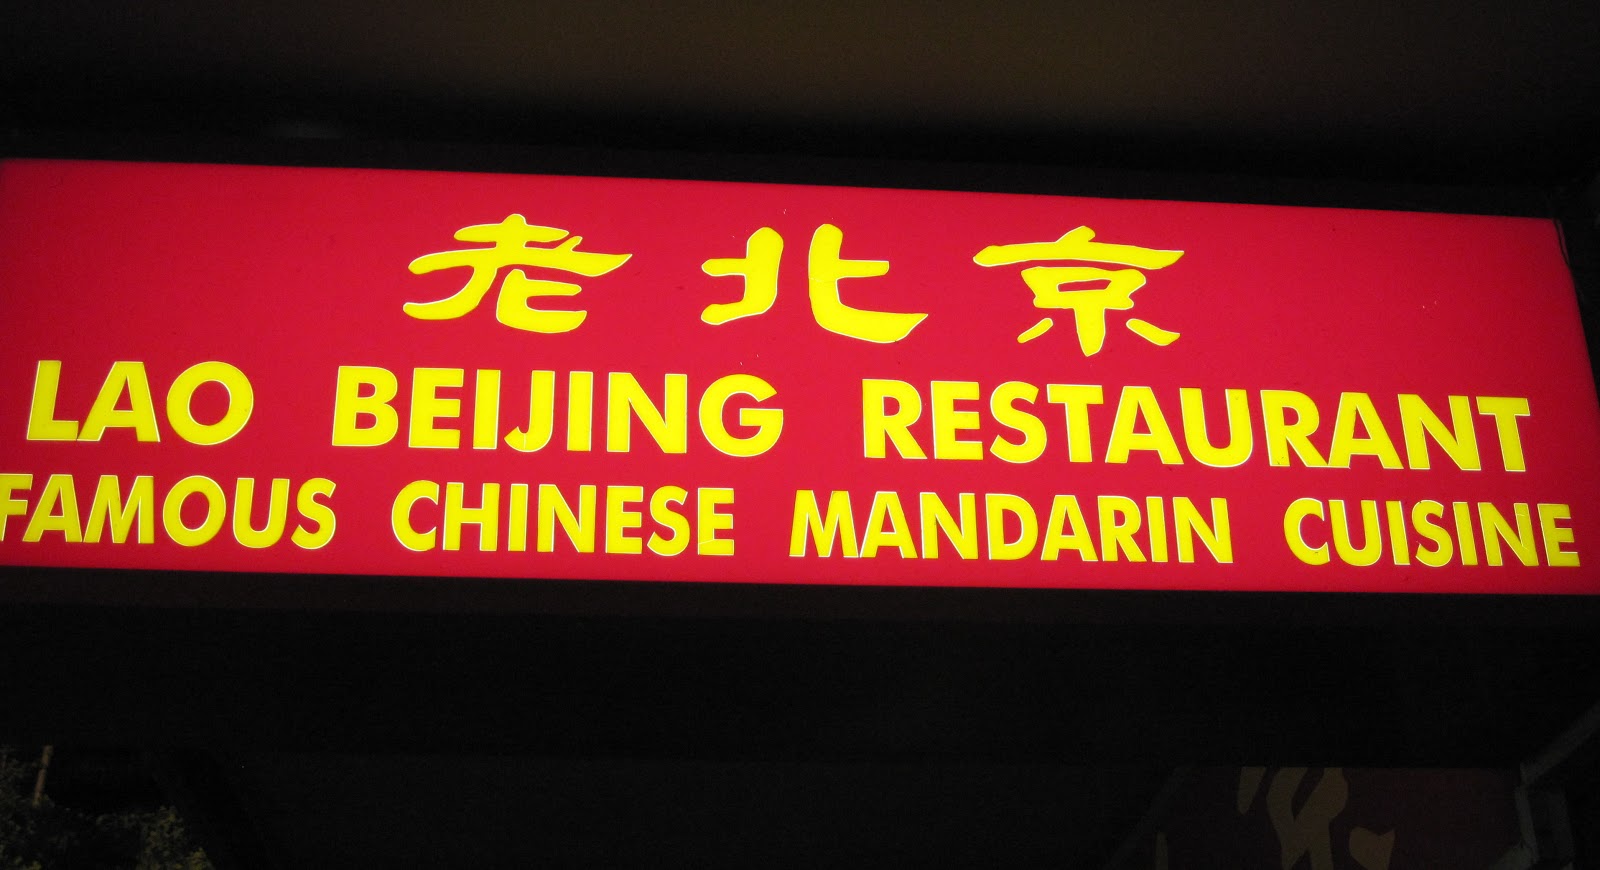 老北京
LAO BEIJING RESTAURANT
FAMOUS CHINESE MANDARIN CUISINE